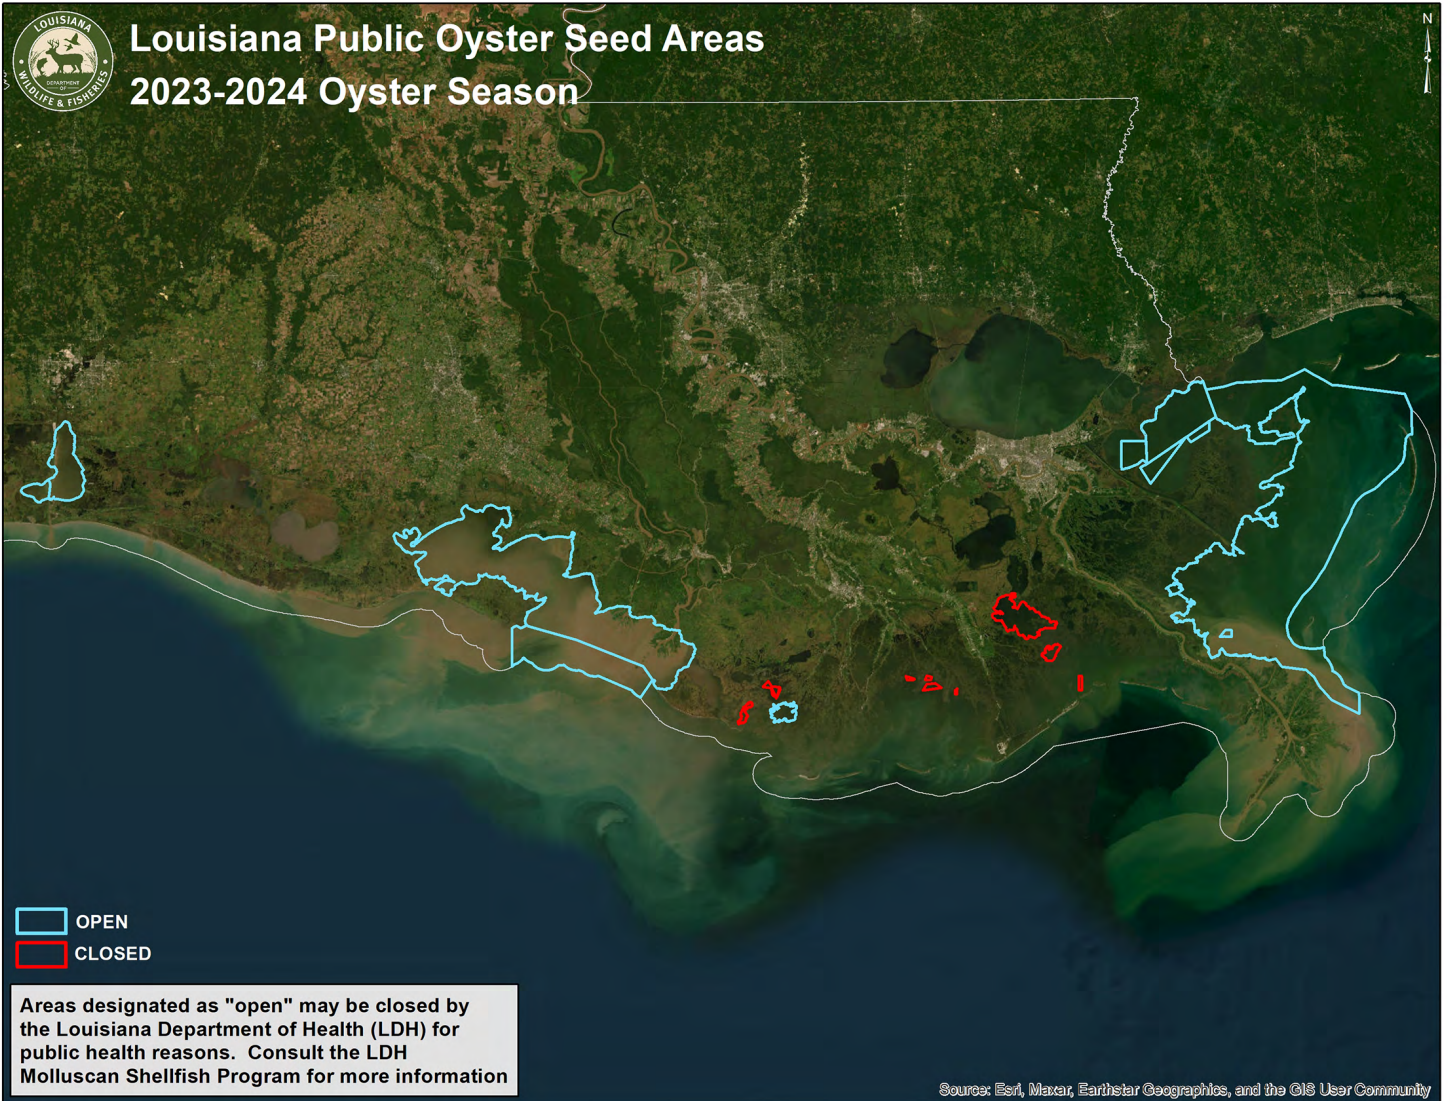 LOUISIANA
DEPARTMENT
OF
WILDLIFE & FISHERIES
Louisiana Public Oyster Seed Areas
2023-2024 Oyster Season
N
OPEN
CLOSED
Areas designated as "open" may be closed by
the Louisiana Department of Health (LDH) for
public health reasons.  Consult the LDH
Molluscan Shellfish Program for more information
Source: Esri, Maxar, Earthstar Geographics, and the GIS User Community